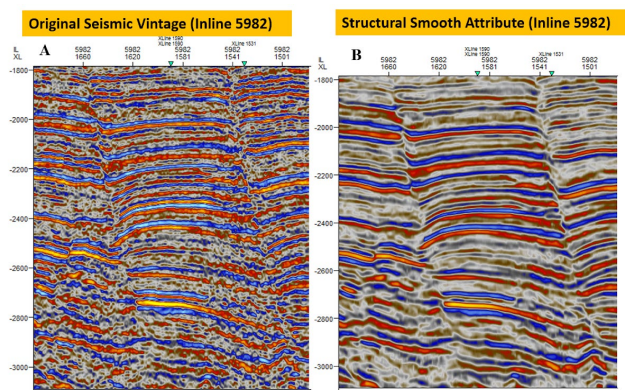 Original Seismic Vintage (Inline 5982)
Structural Smooth Attribute (Inline 5982)
A
XLine 1590
XLine 1590
XLine 1531
IL 5982 5982 5982 5982 5982
XL 1660 1620 1581 1541 1501
-1800
-2000
-2200
-2400
-2600
-2800
-3000
B
XLine 1590
XLine 1590
XLine 1531
IL 5982 5982 5982 5982 5982
XL 1660 1620 1581 1541 1501
-1800
-2000
-2200
-2400
-2600
-2800
-3000